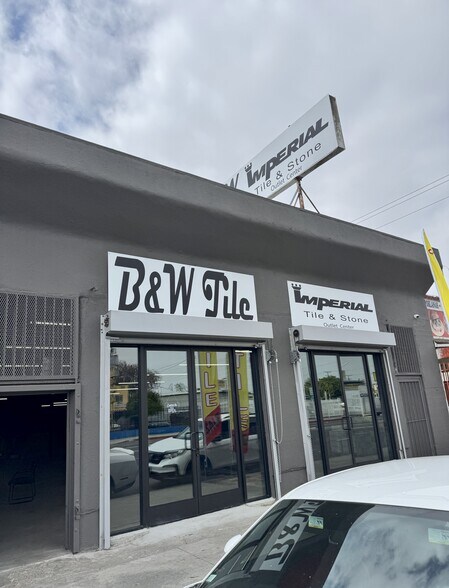 IMPERIAL
Tile & Stone
Outlet Center
B&W Tile
IMPERIAL
Tile & Stone
Outlet Center